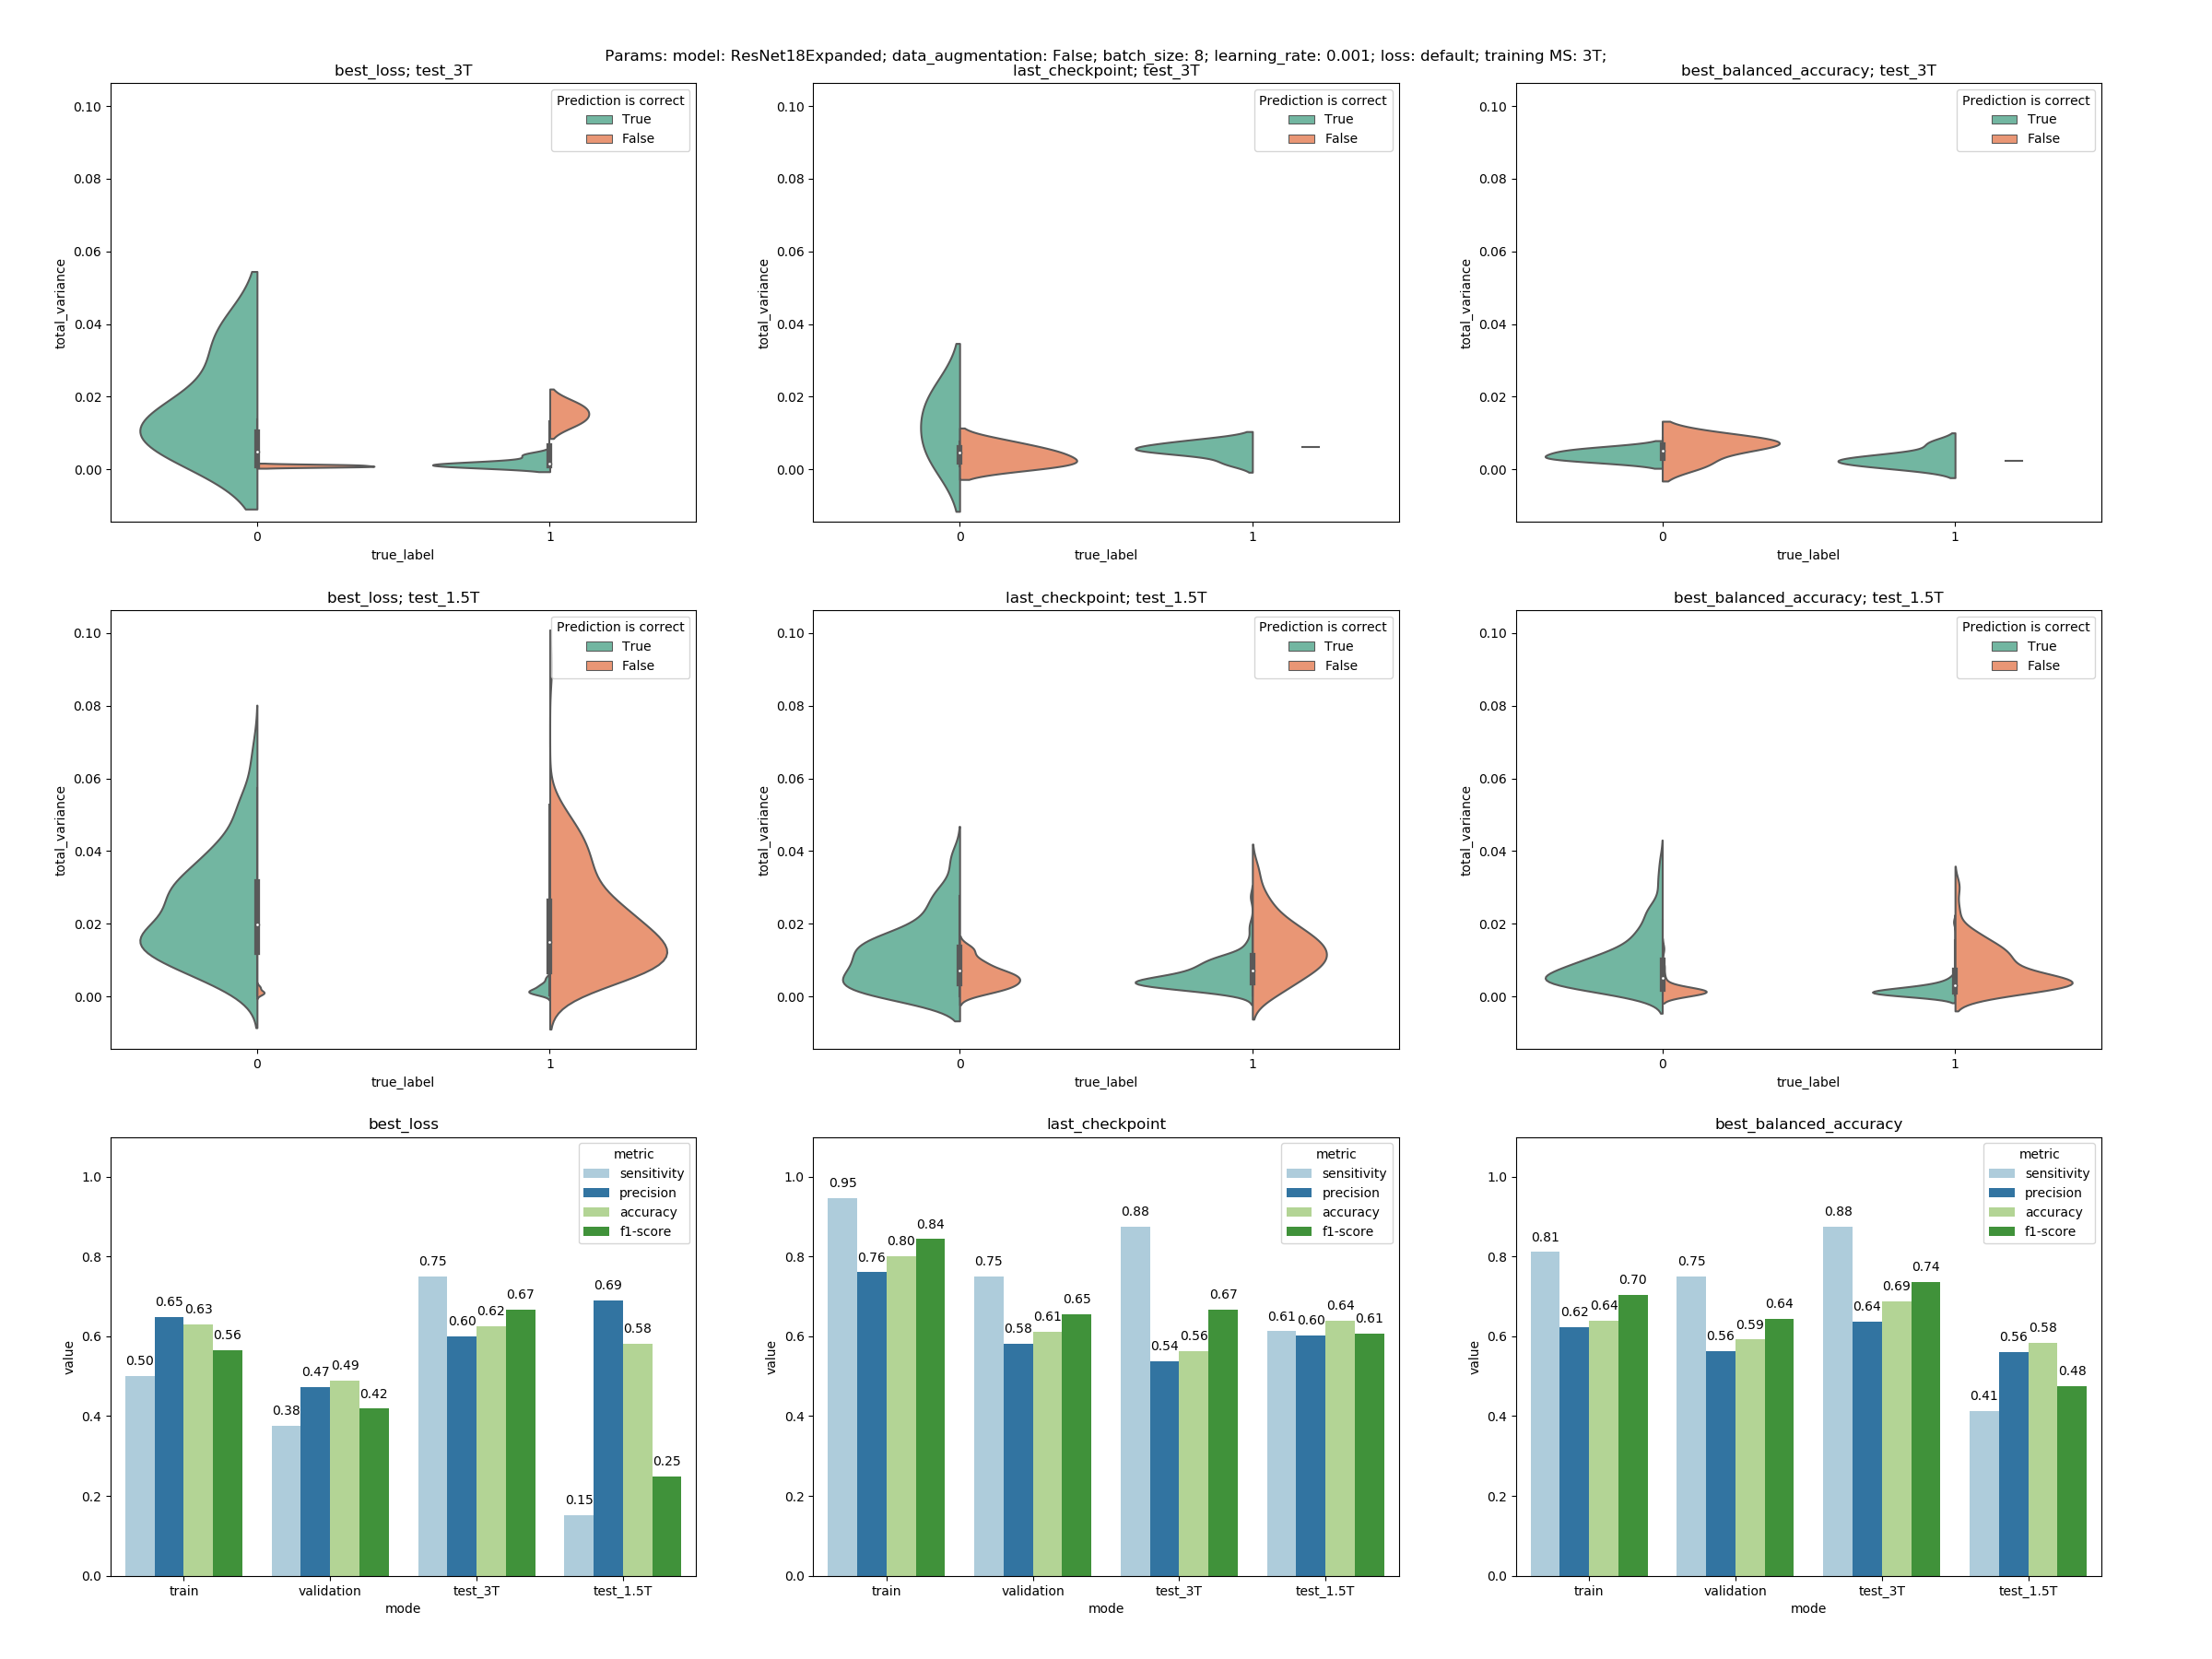 Params: model: ResNet18Expanded; data_augmentation: False; batch_size: 8; learning_rate: 0.001; loss: default; training MS: 3T;
best_loss; test_3T
Prediction is correct
True
False
0.10
0.08
0.06
0.04
0.02
0.00
total_variance
0 1
true_label
last_checkpoint; test_3T
Prediction is correct
True
False
0.10
0.08
0.06
0.04
0.02
0.00
total_variance
0 1
true_label
best_balanced_accuracy; test_3T
Prediction is correct
True
False
0.10
0.08
0.06
0.04
0.02
0.00
total_variance
0 1
true_label
best_loss; test_1.5T
Prediction is correct
True
False
0.10
0.08
0.06
0.04
0.02
0.00
total_variance
0 1
true_label
last_checkpoint; test_1.5T
Prediction is correct
True
False
0.10
0.08
0.06
0.04
0.02
0.00
total_variance
0 1
true_label
best_balanced_accuracy; test_1.5T
Prediction is correct
True
False
0.10
0.08
0.06
0.04
0.02
0.00
total_variance
0 1
true_label
best_loss
metric
sensitivity
precision
accuracy
f1-score
1.0
0.8
0.6
0.4
0.2
0.0
value
0.50 0.65 0.63 0.56
0.38 0.47 0.49 0.42
0.75 0.60 0.62 0.67
0.15 0.69 0.58 0.25
train validation test_3T test_1.5T
mode
last_checkpoint
metric
sensitivity
precision
accuracy
f1-score
1.0
0.8
0.6
0.4
0.2
0.0
value
0.95 0.76 0.80 0.84
0.75 0.58 0.61 0.65
0.88 0.54 0.56 0.67
0.61 0.60 0.64 0.61
train validation test_3T test_1.5T
mode
best_balanced_accuracy
metric
sensitivity
precision
accuracy
f1-score
1.0
0.8
0.6
0.4
0.2
0.0
value
0.81 0.62 0.64 0.70
0.75 0.56 0.59 0.64
0.88 0.64 0.69 0.74
0.41 0.56 0.58 0.48
train validation test_3T test_1.5T
mode